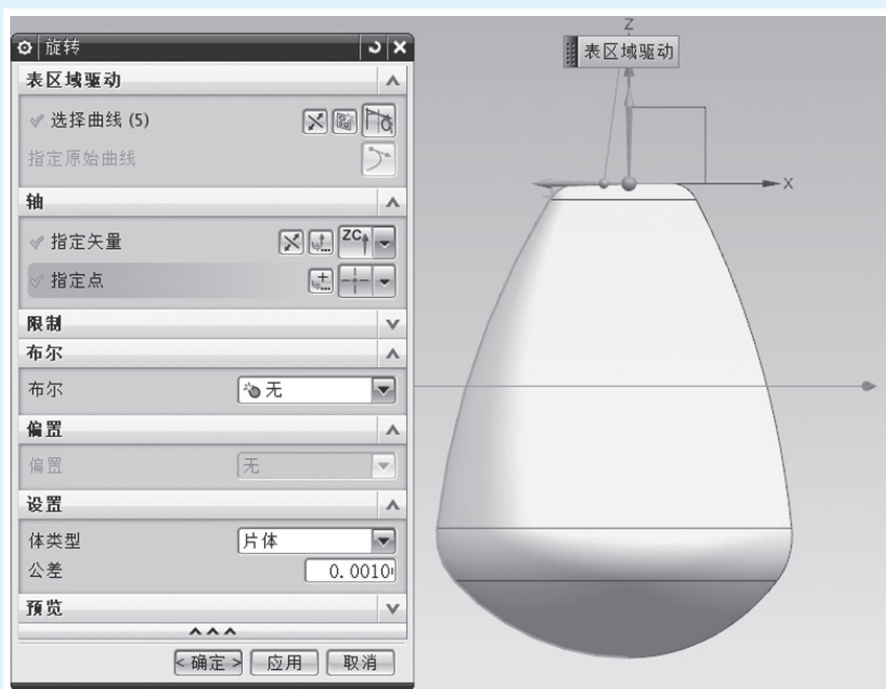 旋转
表区域驱动
选择曲线 (5)
指定原始曲线
轴
指定矢量
ZC
指定点
限制
布尔
布尔
无
偏置
偏置
无
设置
体类型
片体
公差
0.0010
预览
< 确定 >
应用
取消
Z
表区域驱动
X